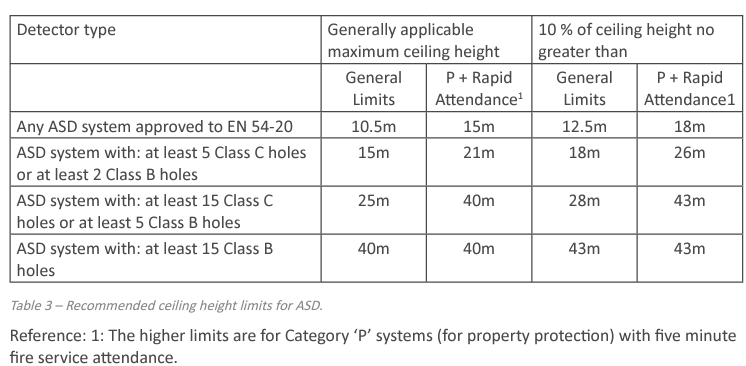 Detector type
Generally applicable
maximum ceiling height
10 % of ceiling height no
greater than
General
Limits
P + Rapid
Attendance¹
General
Limits
P + Rapid
Attendance1
Any ASD system approved to EN 54-20
10.5m
15m
12.5m
18m
ASD system with: at least 5 Class C holes
or at least 2 Class B holes
15m
21m
18m
26m
ASD system with: at least 15 Class C
holes or at least 5 Class B holes
25m
40m
28m
43m
ASD system with: at least 15 Class B
holes
40m
40m
43m
43m
Table 3 – Recommended ceiling height limits for ASD.
Reference: 1: The higher limits are for Category ‘P’ systems (for property protection) with five minute
fire service attendance.